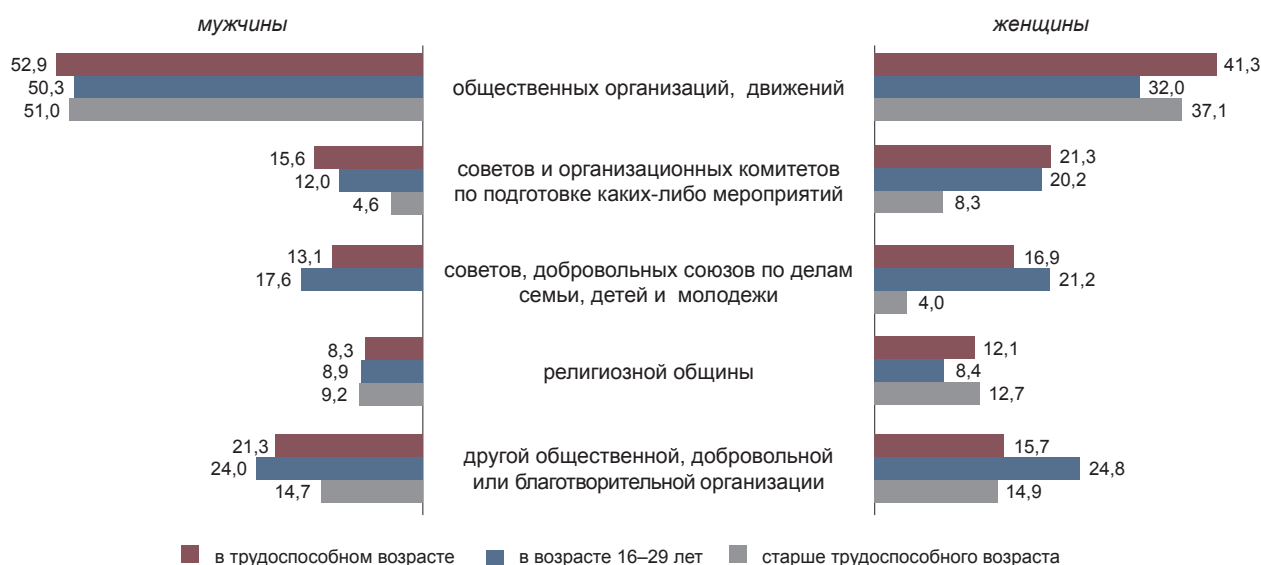 мужчины
женщины
52,9
50,3
51,0
общественных организаций, движений
41,3
32,0
37,1
15,6
12,0
4,6
советов и организационных комитетов
по подготовке каких-либо мероприятий
21,3
20,2
8,3
13,1
17,6
советов, добровольных союзов по делам
семьи, детей и молодежи
16,9
21,2
4,0
8,3
8,9
9,2
религиозной общины
12,1
8,4
12,7
21,3
24,0
14,7
другой общественной, добровольной
или благотворительной организации
15,7
24,8
14,9
в трудоспособном возрасте
в возрасте 16–29 лет
старше трудоспособного возраста